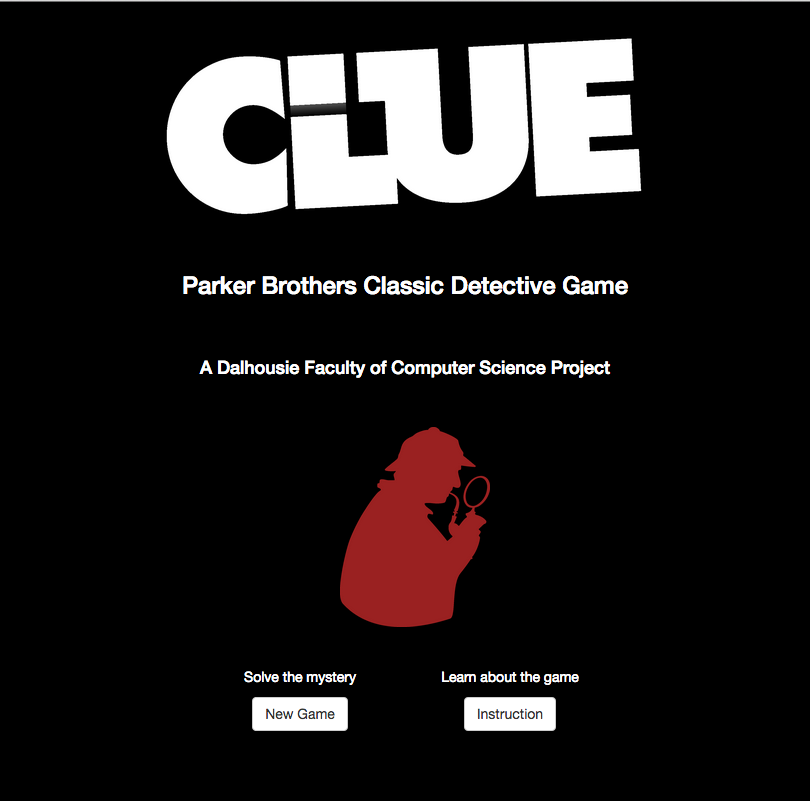 CLUE
Parker Brothers Classic Detective Game
A Dalhousie Faculty of Computer Science Project
Solve the mystery
Learn about the game
New Game
Instruction